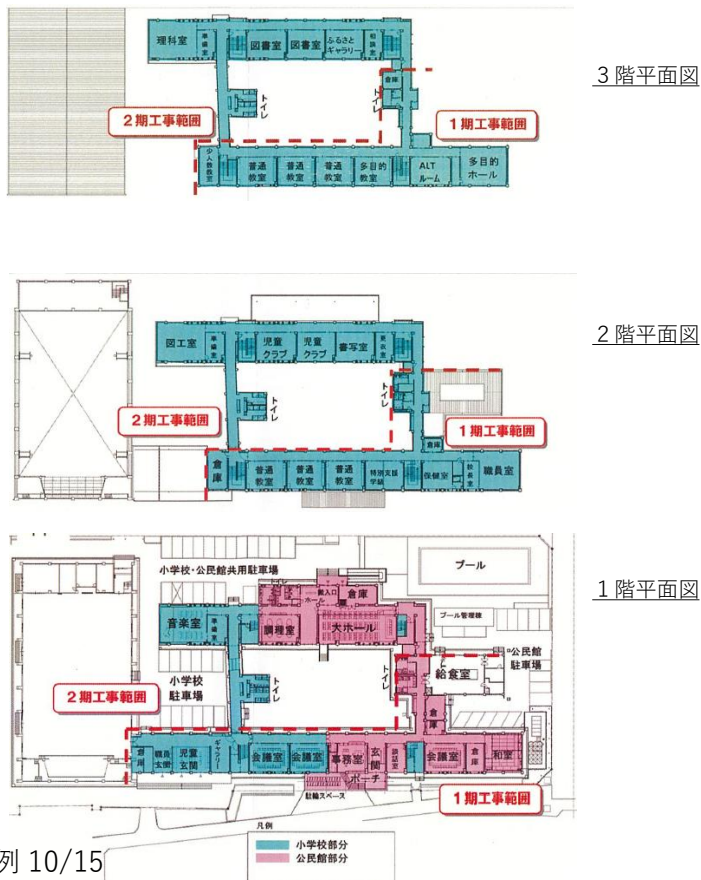 3階平面図
理科室
準備室
図書室
図書室
ふるさとギャラリー
相談室
倉庫
トイレ
トイレ
2期工事範囲
1期工事範囲
少人数教室
普通教室
普通教室
普通教室
多目的教室
ALTルーム
多目的ホール
2階平面図
図工室
準備室
児童クラブ
児童クラブ
書写室
更衣室
トイレ
トイレ
2期工事範囲
1期工事範囲
倉庫
倉庫
普通教室
普通教室
普通教室
特別支援学級
保健室
校長室
職員室
1階平面図
小学校・公民館共用駐車場
プール
ホール
搬入口
倉庫
音楽室
準備室
調理室
大ホール
プール管理棟
公民館駐車場
給食室
トイレ
トイレ
小学校駐車場
2期工事範囲
倉庫
倉庫
職員玄関
児童玄関
ギャラリー
会議室
会議室
事務室
玄関
ポーチ
談話室
会議室
倉庫
和室
駐輪スペース
1期工事範囲
凡例
小学校部分
公民館部分
列 10/15